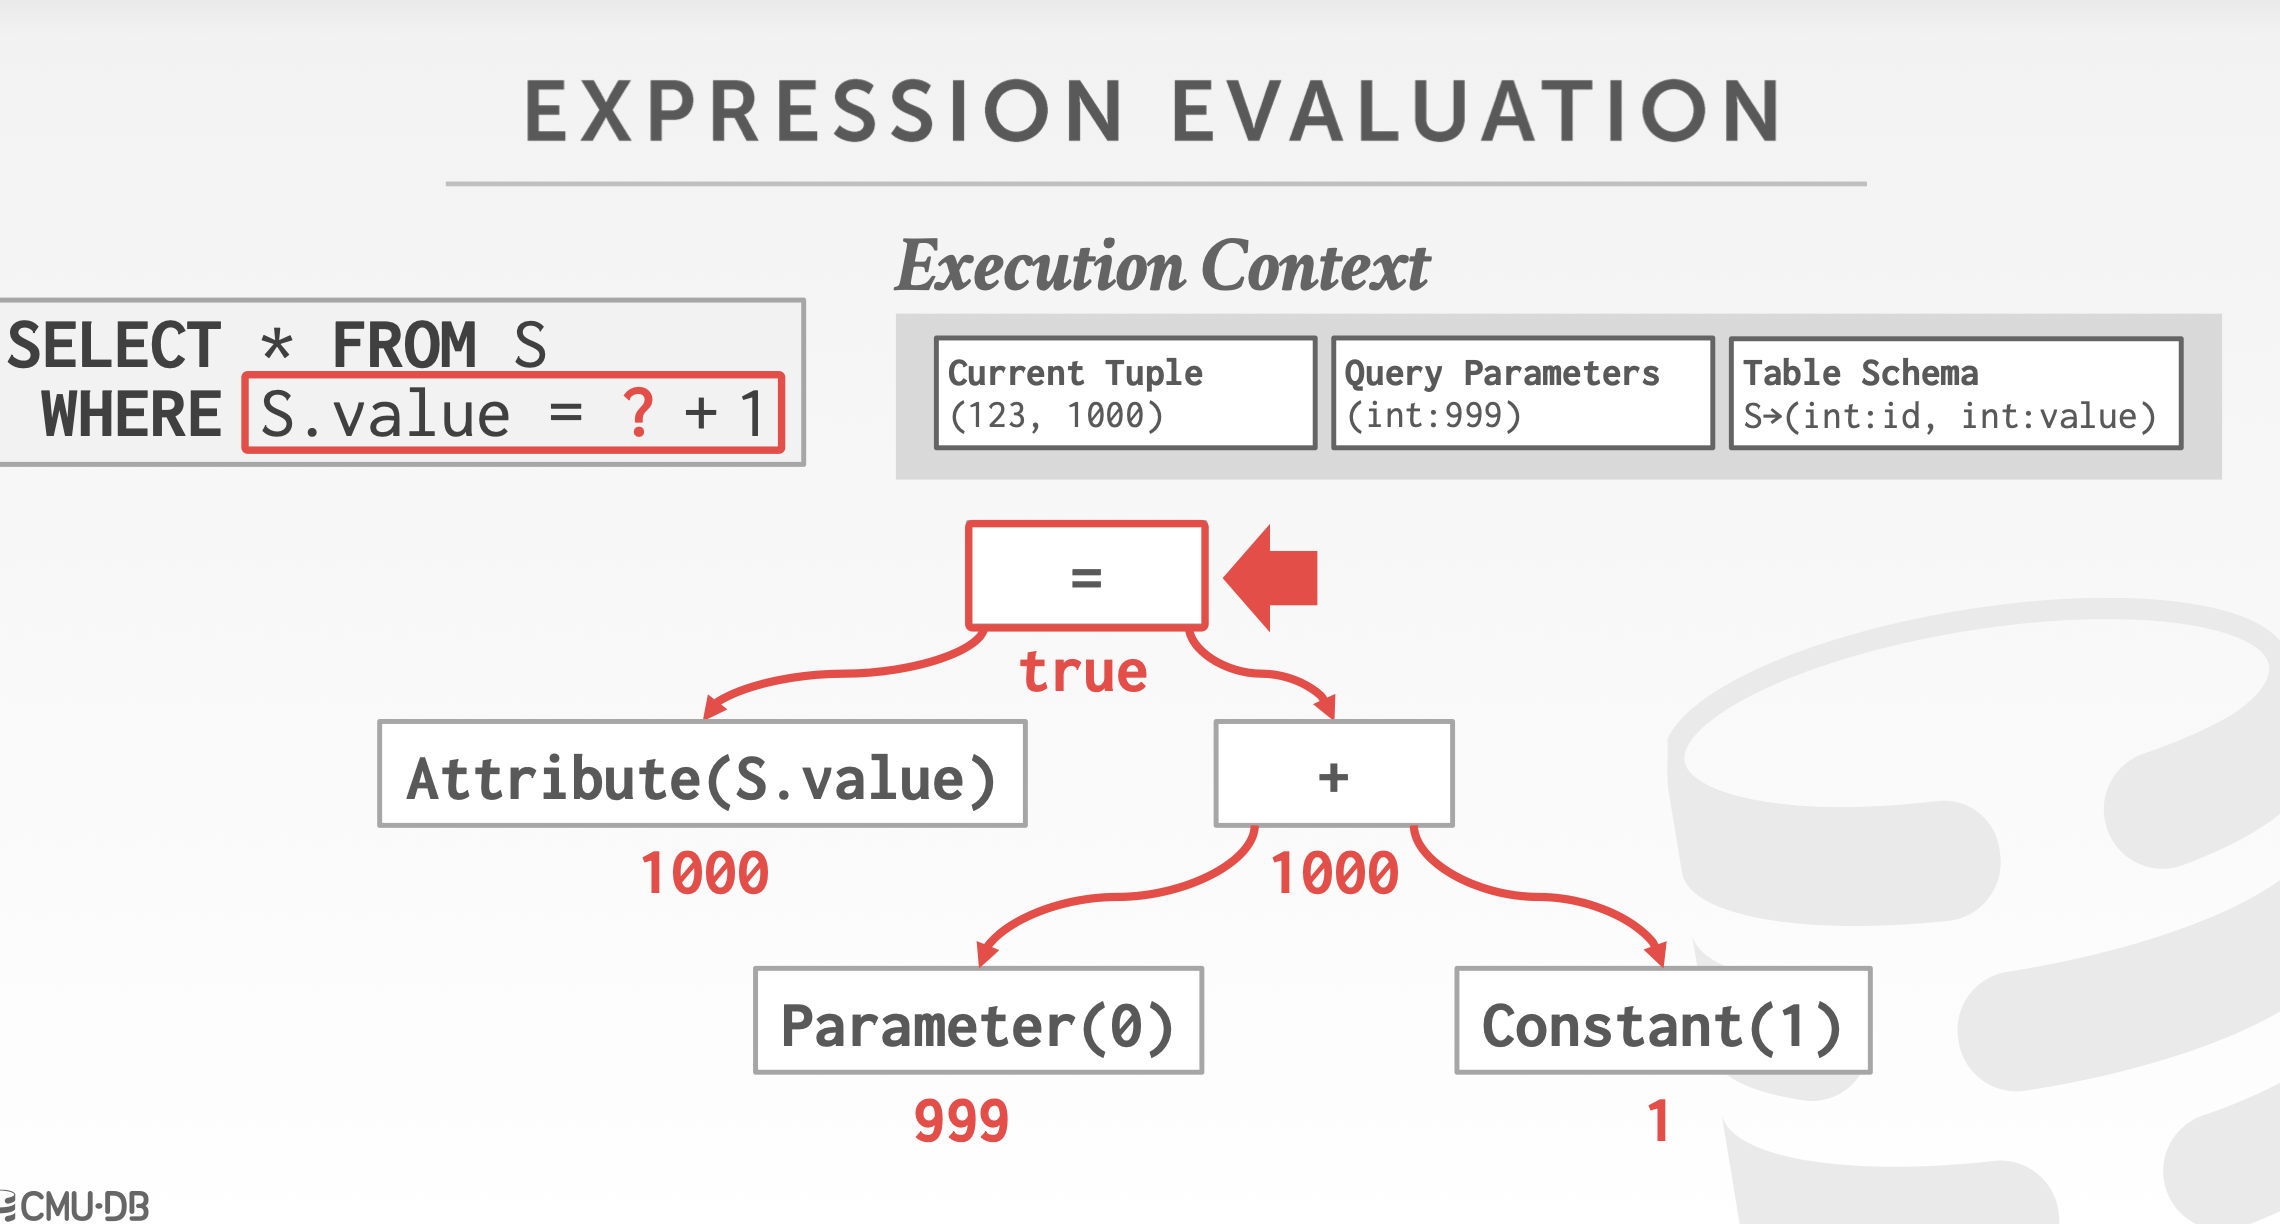 EXPRESSION EVALUATION
SELECT * FROM S
WHERE S.value = ? + 1
Execution Context
Current Tuple
(123, 1000)
Query Parameters
(int:999)
Table Schema
S→(int:id, int:value)
=
true
Attribute(S.value)
1000
+
1000
Parameter(0)
999
Constant(1)
1
CMU·DB